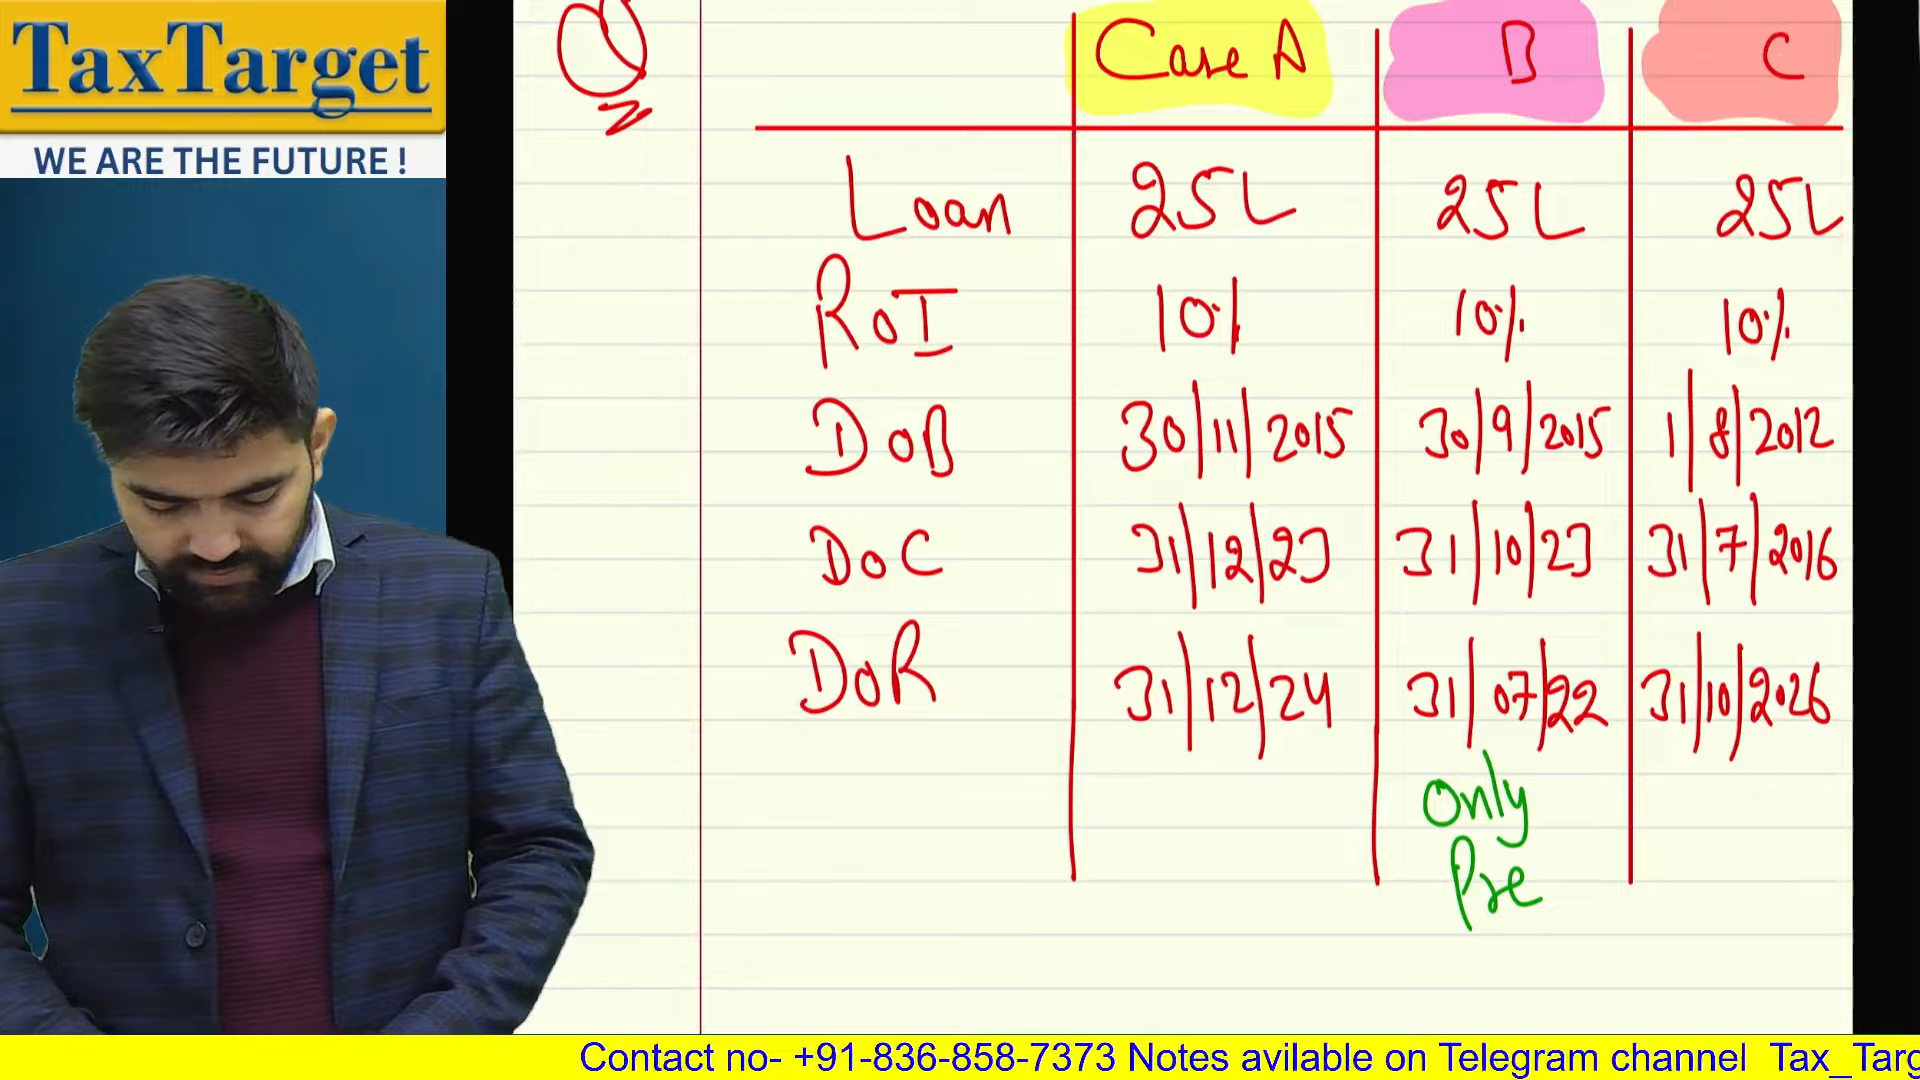 TaxTarget
WE ARE THE FUTURE !
Q
Case A B C
Loan 25L 25L 25L
RoI 10% 10% 10%
DoB 30/11/2015 30/9/2015 1/8/2012
DoC 31/12/23 31/10/23 31/7/2016
DoR 31/12/24 31/07/22 31/10/2026
Only
Pre
Contact no- +91-836-858-7373 Notes avilable on Telegram channel Tax_Targ